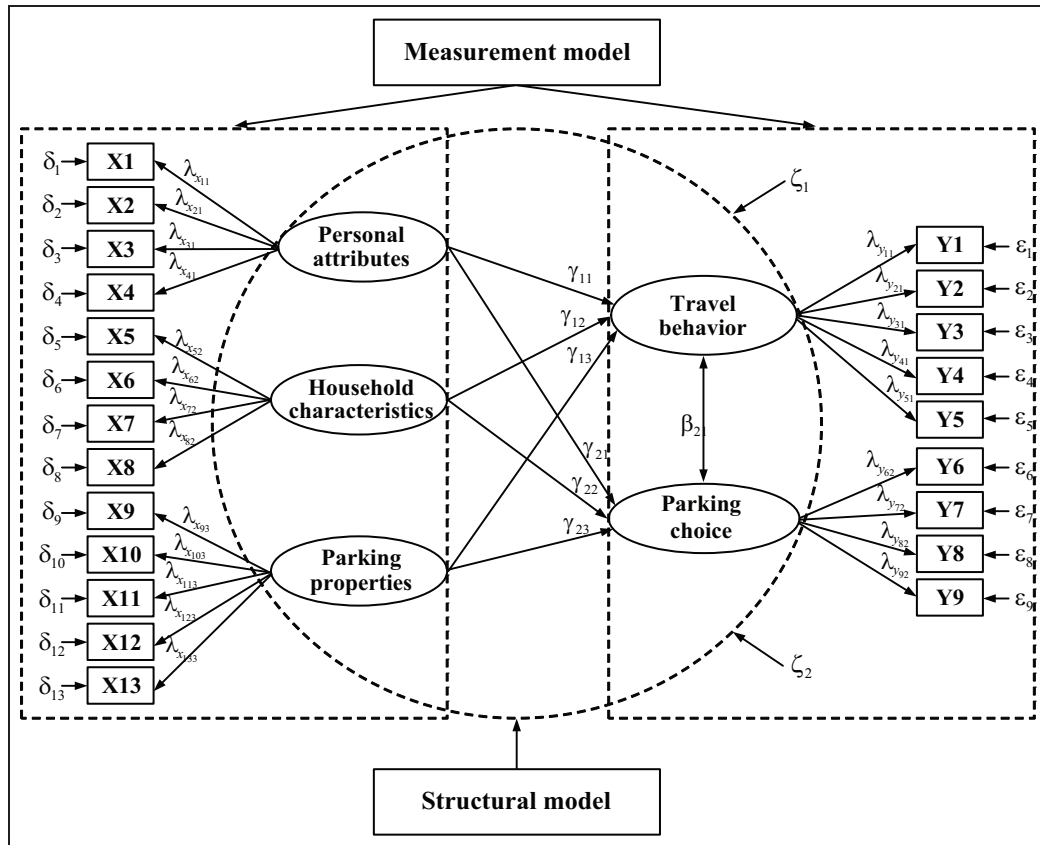 Measurement model
δ1 X1 λx11
δ2 X2 λx21
δ3 X3 λx31
δ4 X4 λx41
δ5 X5 λx52
δ6 X6 λx62
δ7 X7 λx72
δ8 X8 λx82
δ9 X9 λx93
δ10 X10 λx103
δ11 X11 λx113
δ12 X12 λx123
δ13 X13 λx133
Personal
attributes
Household
characteristics
Parking
properties
γ11
γ12
γ13
γ21
γ22
γ23
ζ1
Travel
behavior
β21
Parking
choice
ζ2
λy11 Y1 ε1
λy21 Y2 ε2
λy31 Y3 ε3
λy41 Y4 ε4
λy51 Y5 ε5
λy62 Y6 ε6
λy72 Y7 ε7
λy82 Y8 ε8
λy92 Y9 ε9
Structural model